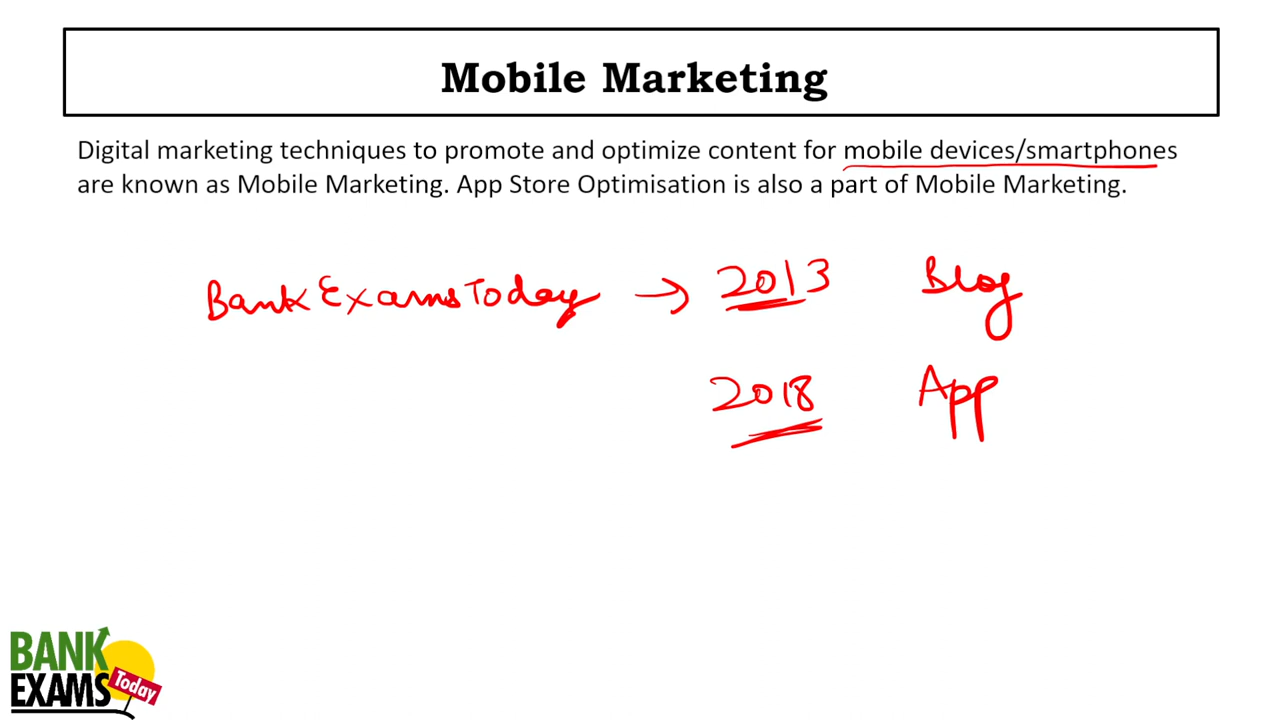 Mobile Marketing
Digital marketing techniques to promote and optimize content for mobile devices/smartphones
are known as Mobile Marketing. App Store Optimisation is also a part of Mobile Marketing.
BankExamsToday → 2013 Blog
2018 App
BANK
EXAMS Today